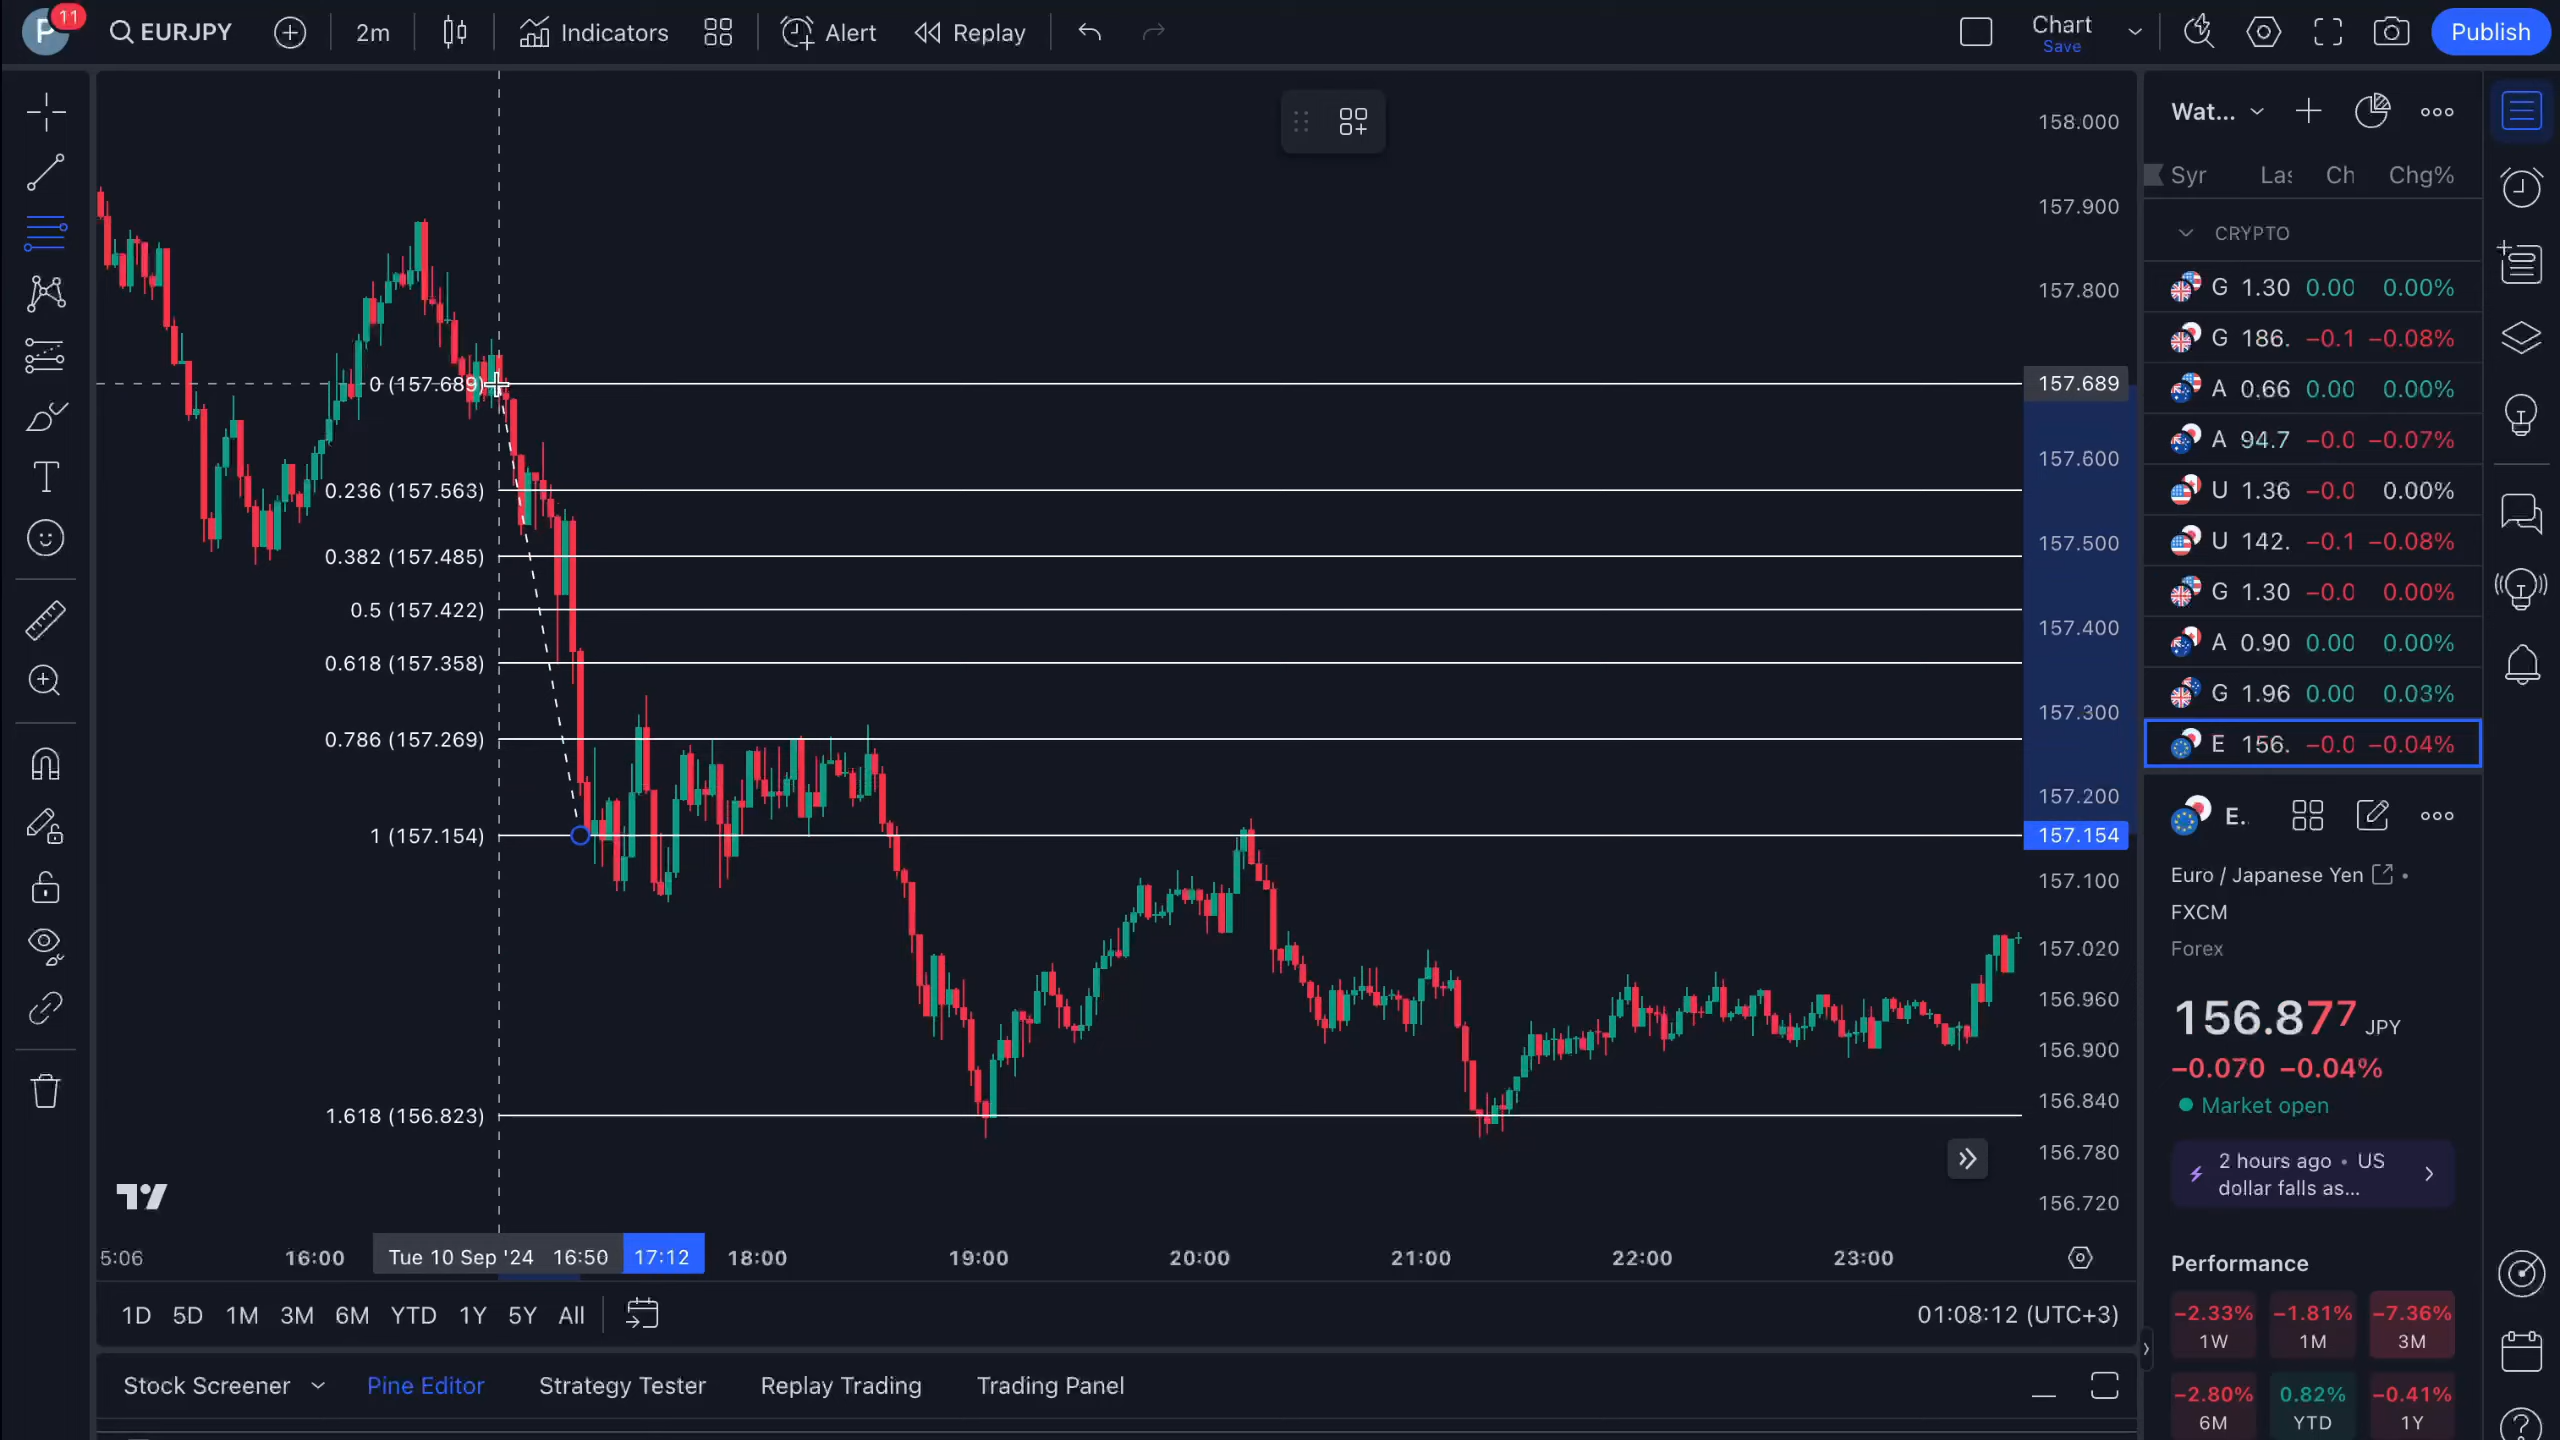 P 11 EURJPY 2m Indicators Alert Replay Chart Save Publish
Wat...
Syr Las Ch Chg%
CRYPTO
G 1.30 0.00 0.00%
G 186. −0.1 −0.08%
A 0.66 0.00 0.00%
A 94.7 −0.0 −0.07%
U 1.36 −0.0 0.00%
U 142. −0.1 −0.08%
G 1.30 −0.0 0.00%
A 0.90 0.00 0.00%
G 1.96 0.00 0.03%
E 156. −0.0 −0.04%
E.
Euro / Japanese Yen
FXCM
Forex
156.877 JPY
−0.070 −0.04%
Market open
2 hours ago • US
dollar falls as...
Performance
−2.33% −1.81% −7.36%
1W 1M 3M
−2.80% 0.82% −0.41%
6M YTD 1Y
158.000
157.900
157.800
157.689
157.600
157.500
157.400
157.300
157.200
157.154
157.100
157.020
156.960
156.900
156.840
156.780
156.720
0 (157.689)
0.236 (157.563)
0.382 (157.485)
0.5 (157.422)
0.618 (157.358)
0.786 (157.269)
1 (157.154)
1.618 (156.823)
5:06 16:00 Tue 10 Sep '24 16:50 17:12 18:00 19:00 20:00 21:00 22:00 23:00
1D 5D 1M 3M 6M YTD 1Y 5Y All 01:08:12 (UTC+3)
Stock Screener Pine Editor Strategy Tester Replay Trading Trading Panel